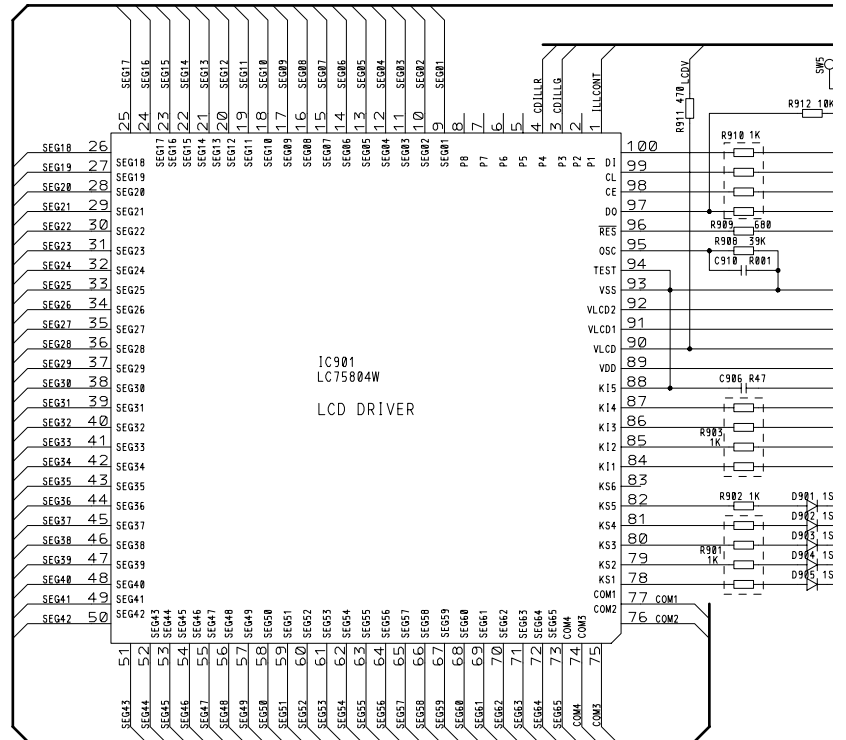 SEG17 SEG16 SEG15 SEG14 SEG13 SEG12 SEG11 SEG10 SEG09 SEG08 SEG07 SEG06 SEG05 SEG04 SEG03 SEG02 SEG01 CDILLR CDILLG ILLCONT LCDV SW5
R911 470
R912 10K
25 24 23 22 21 20 19 18 17 16 15 14 13 12 11 10 9 8 7 6 5 4 3 2 1
SEG17 SEG16 SEG15 SEG14 SEG13 SEG12 SEG11 SEG10 SEG09 SEG08 SEG07 SEG06 SEG05 SEG04 SEG03 SEG02 SEG01 P8 P7 P6 P5 P4 P3 P2 P1
R910 1K
SEG18 26 SEG18 DI 100
SEG19 27 SEG19 CL 99
SEG20 28 SEG20 CE 98
SEG21 29 SEG21 DO 97
R909 680
SEG22 30 SEG22 RES 96
R908 39K
SEG23 31 SEG23 OSC 95
C910 R001
SEG24 32 SEG24 TEST 94
SEG25 33 SEG25 VSS 93
SEG26 34 SEG26 VLCD2 92
SEG27 35 SEG27 VLCD1 91
SEG28 36 SEG28 VLCD 90
SEG29 37 SEG29 VDD 89
IC901
LC75804W
LCD DRIVER
C906 R47
SEG30 38 SEG30 KI5 88
SEG31 39 SEG31 KI4 87
SEG32 40 SEG32 KI3 86
R903
1K
SEG33 41 SEG33 KI2 85
SEG34 42 SEG34 KI1 84
SEG35 43 SEG35 KS6 83
R902 1K D901 1S
SEG36 44 SEG36 KS5 82
D902 1S
SEG37 45 SEG37 KS4 81
D903 1S
SEG38 46 SEG38 KS3 80
R901
1K
D904 1S
SEG39 47 SEG39 KS2 79
D905 1S
SEG40 48 SEG40 KS1 78
SEG41 49 SEG41 COM1 77 COM1
SEG42 50 SEG42 COM2 76 COM2
SEG43 SEG44 SEG45 SEG46 SEG47 SEG48 SEG49 SEG50 SEG51 SEG52 SEG53 SEG54 SEG55 SEG56 SEG57 SEG58 SEG59 SEG60 SEG61 SEG62 SEG63 SEG64 SEG65 COM4 COM3
51 52 53 54 55 56 57 58 59 60 61 62 63 64 65 66 67 68 69 70 71 72 73 74 75
SEG43 SEG44 SEG45 SEG46 SEG47 SEG48 SEG49 SEG50 SEG51 SEG52 SEG53 SEG54 SEG55 SEG56 SEG57 SEG58 SEG59 SEG60 SEG61 SEG62 SEG63 SEG64 SEG65 COM4 COM3